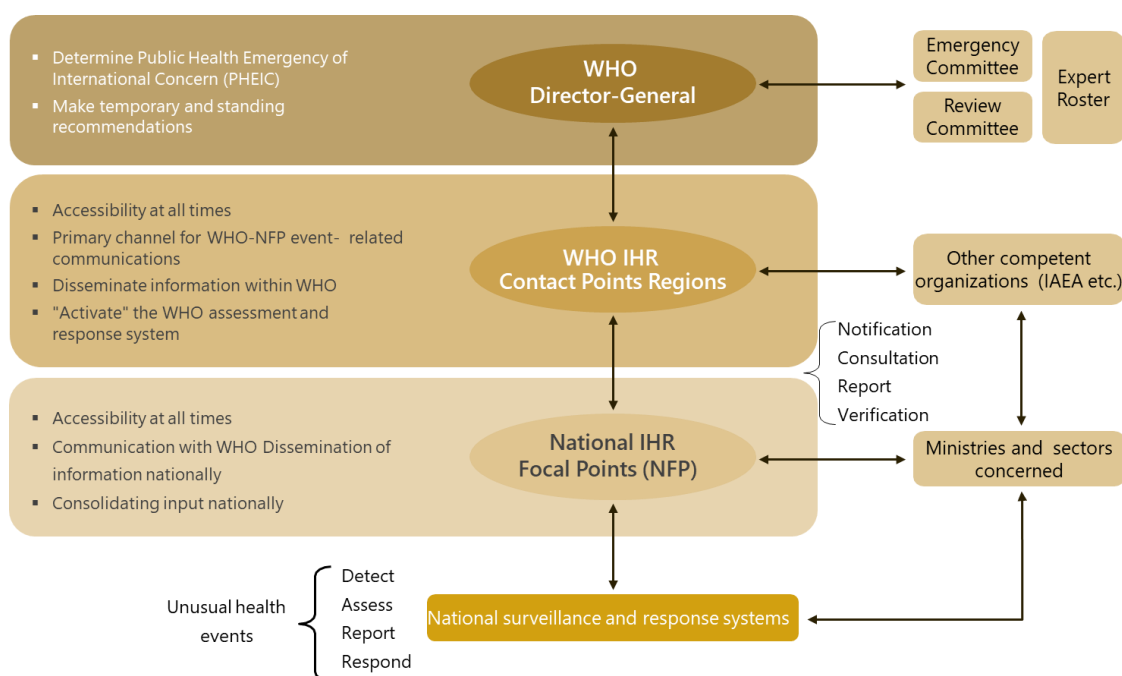 Determine Public Health Emergency of
International Concern (PHEIC)
Make temporary and standing
recommendations
WHO
Director-General
Emergency
Committee
Review
Committee
Expert
Roster
Accessibility at all times
Primary channel for WHO-NFP event- related
communications
Disseminate information within WHO
"Activate" the WHO assessment and
response system
WHO IHR
Contact Points Regions
Other competent
organizations (IAEA etc.)
Notification
Consultation
Report
Verification
Accessibility at all times
Communication with WHO Dissemination of
information nationally
Consolidating input nationally
National IHR
Focal Points (NFP)
Ministries and sectors
concerned
Unusual health
events
Detect
Assess
Report
Respond
National surveillance and response systems